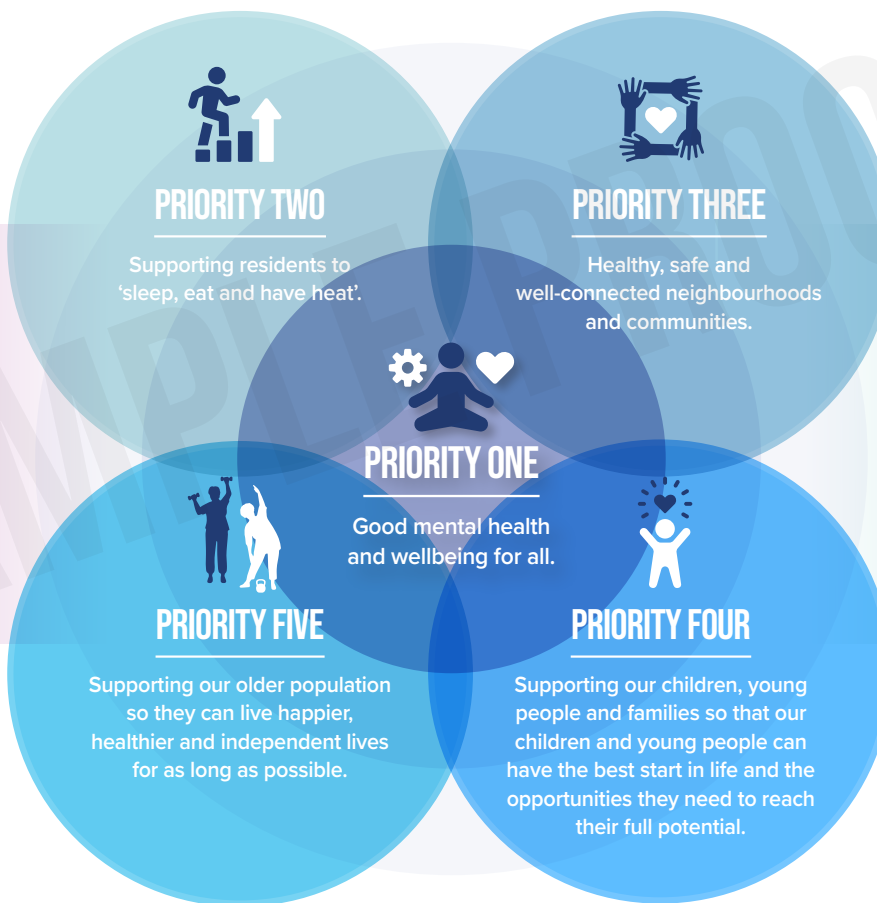 PRIORITY TWO
Supporting residents to
‘sleep, eat and have heat’.
PRIORITY THREE
Healthy, safe and
well-connected neighbourhoods
and communities.
PRIORITY ONE
Good mental health
and wellbeing for all.
PRIORITY FIVE
Supporting our older population
so they can live happier,
healthier and independent lives
for as long as possible.
PRIORITY FOUR
Supporting our children, young
people and families so that our
children and young people can
have the best start in life and the
opportunities they need to reach
their full potential.